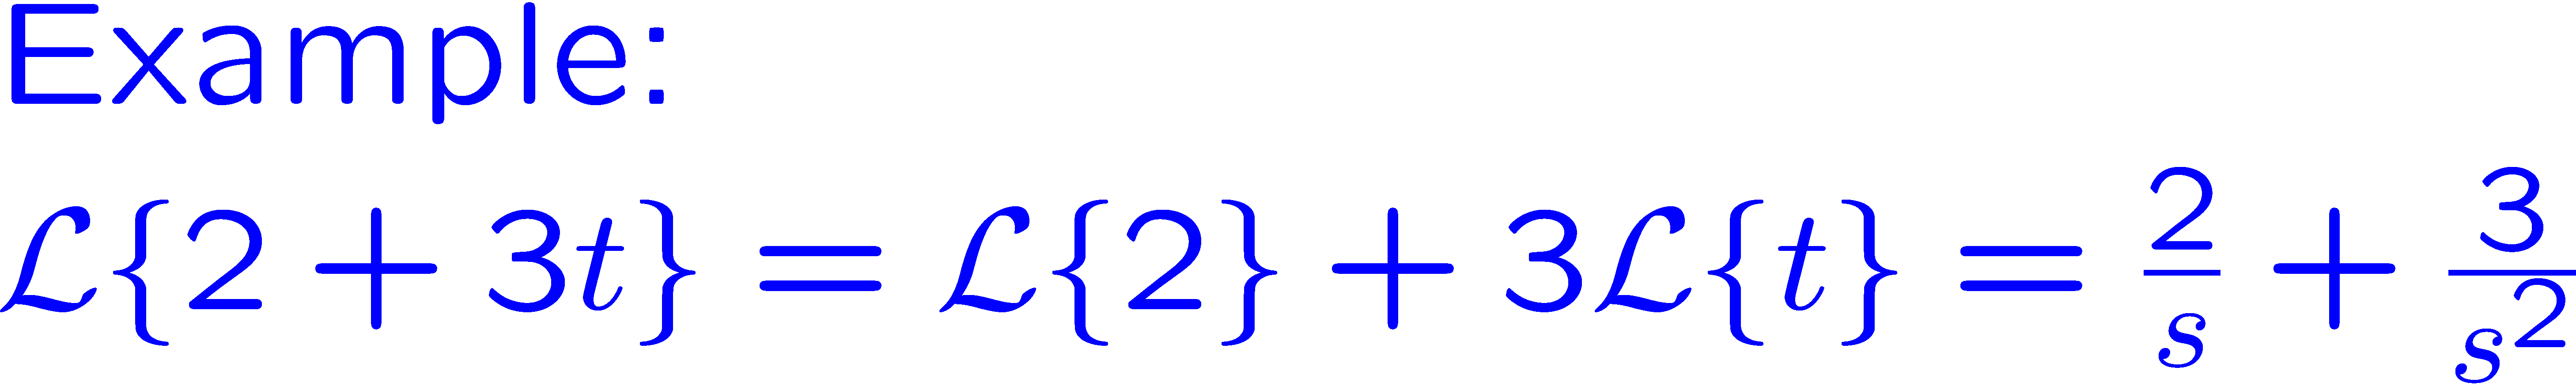 Example:
ℒ{2 + 3t} = ℒ{2} + 3ℒ{t} = 2/s + 3/s²